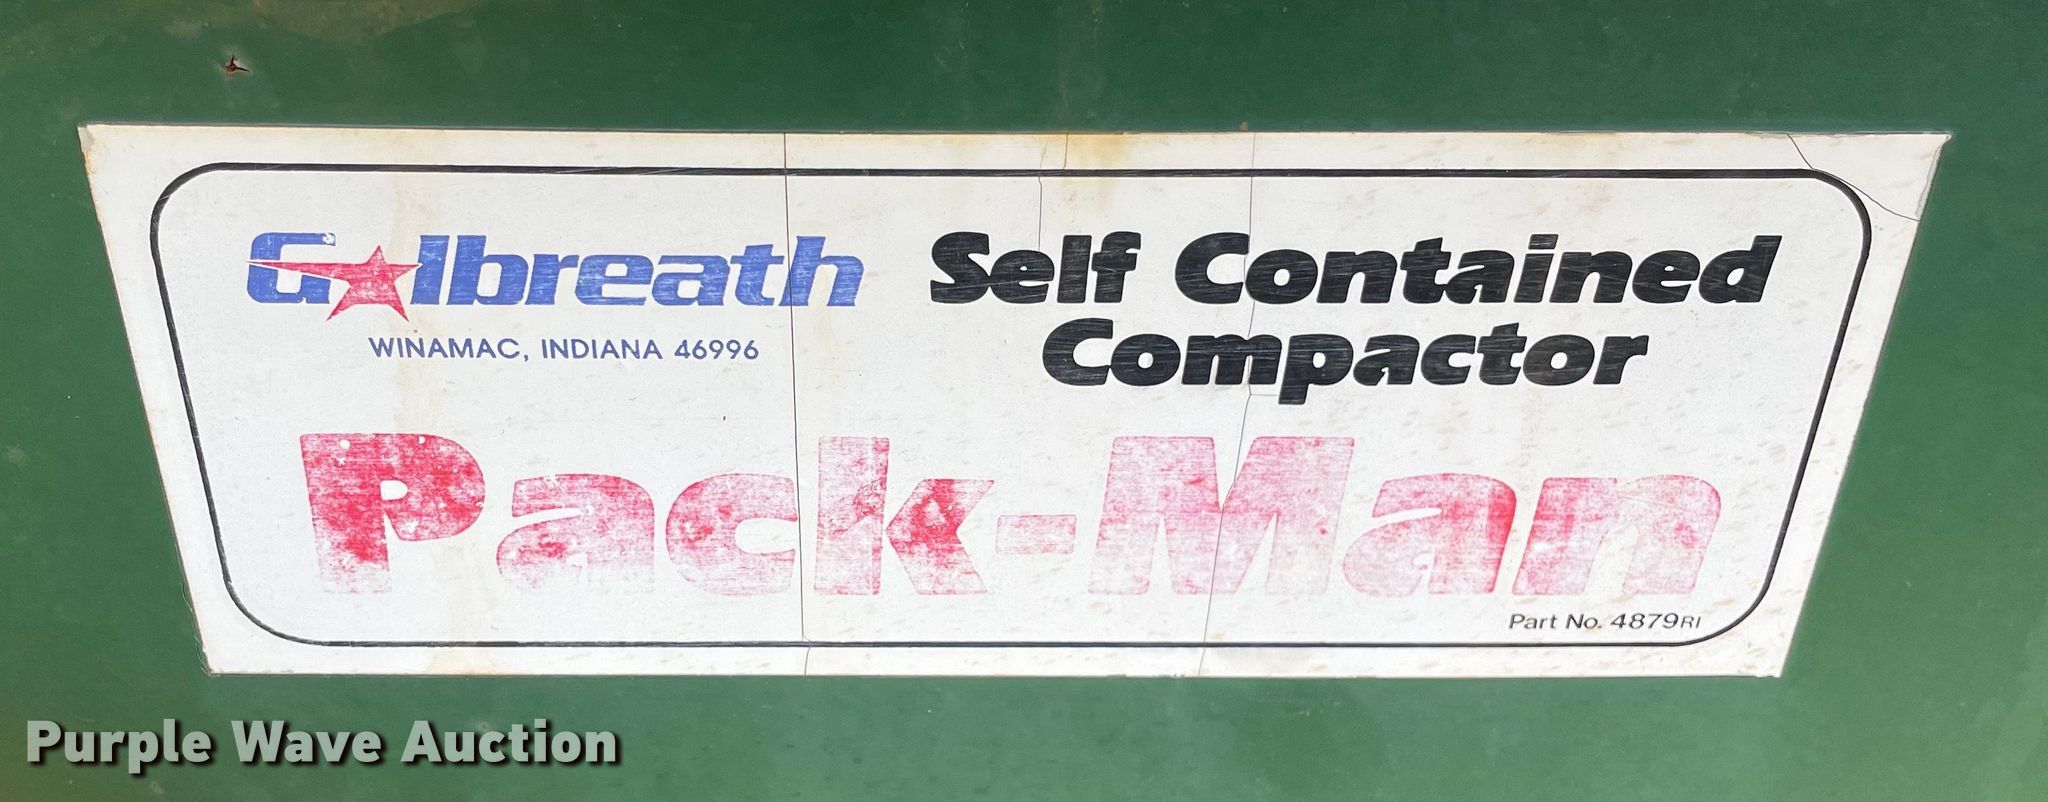 Galbreath
WINAMAC, INDIANA 46996
Self Contained
Compactor
Pack-Man
Part No. 4879RI
Purple Wave Auction